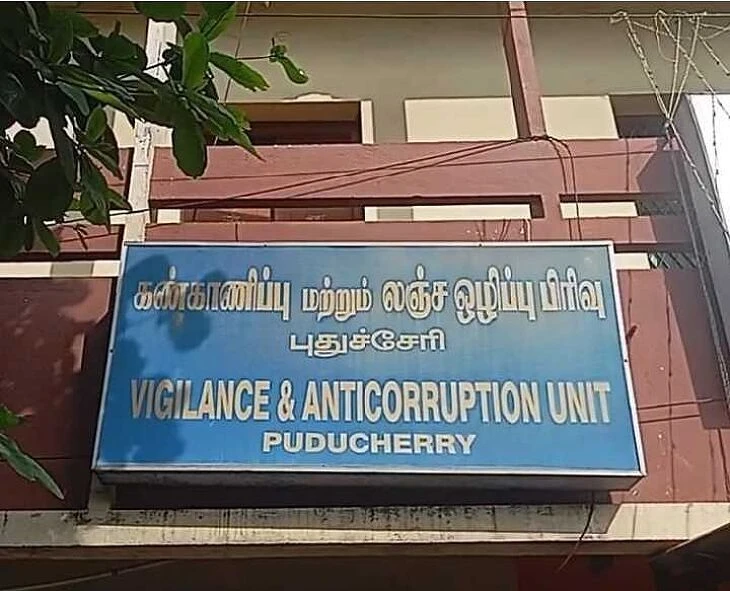 கண்காணிப்பு மற்றும் லஞ்ச ஒழிப்பு பிரிவு
புதுச்சேரி
VIGILANCE & ANTICORRUPTION UNIT
PUDUCHERRY